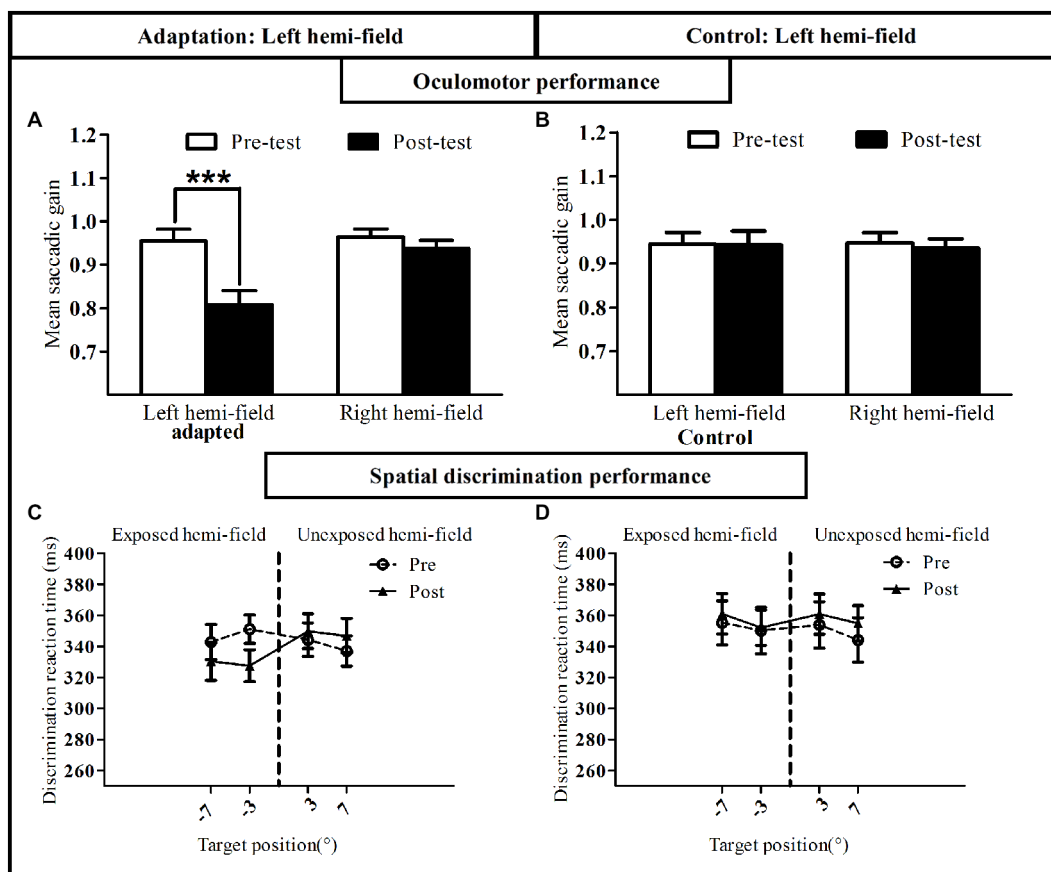 Adaptation: Left hemi-field
Control: Left hemi-field
Oculomotor performance
A
Pre-test
Post-test
***
Mean saccadic gain
1.2
1.1
1.0
0.9
0.8
0.7
Left hemi-field
adapted
Right hemi-field
B
Pre-test
Post-test
Mean saccadic gain
1.2
1.1
1.0
0.9
0.8
0.7
Left hemi-field
Control
Right hemi-field
Spatial discrimination performance
C
Exposed hemi-field
Unexposed hemi-field
Pre
Post
Discrimination reaction time (ms)
400
380
360
340
320
300
280
260
-7
-3
3
7
Target position(°)
D
Exposed hemi-field
Unexposed hemi-field
Pre
Post
Discrimination reaction time (ms)
400
380
360
340
320
300
280
260
-7
-3
3
7
Target position(°)